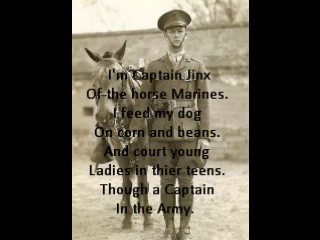 I'm Captain Jinx
Of the horse Marines.
I feed my dog
On corn and beans.
And court young
Ladies in thier teens.
Though a Captain
In the Army.